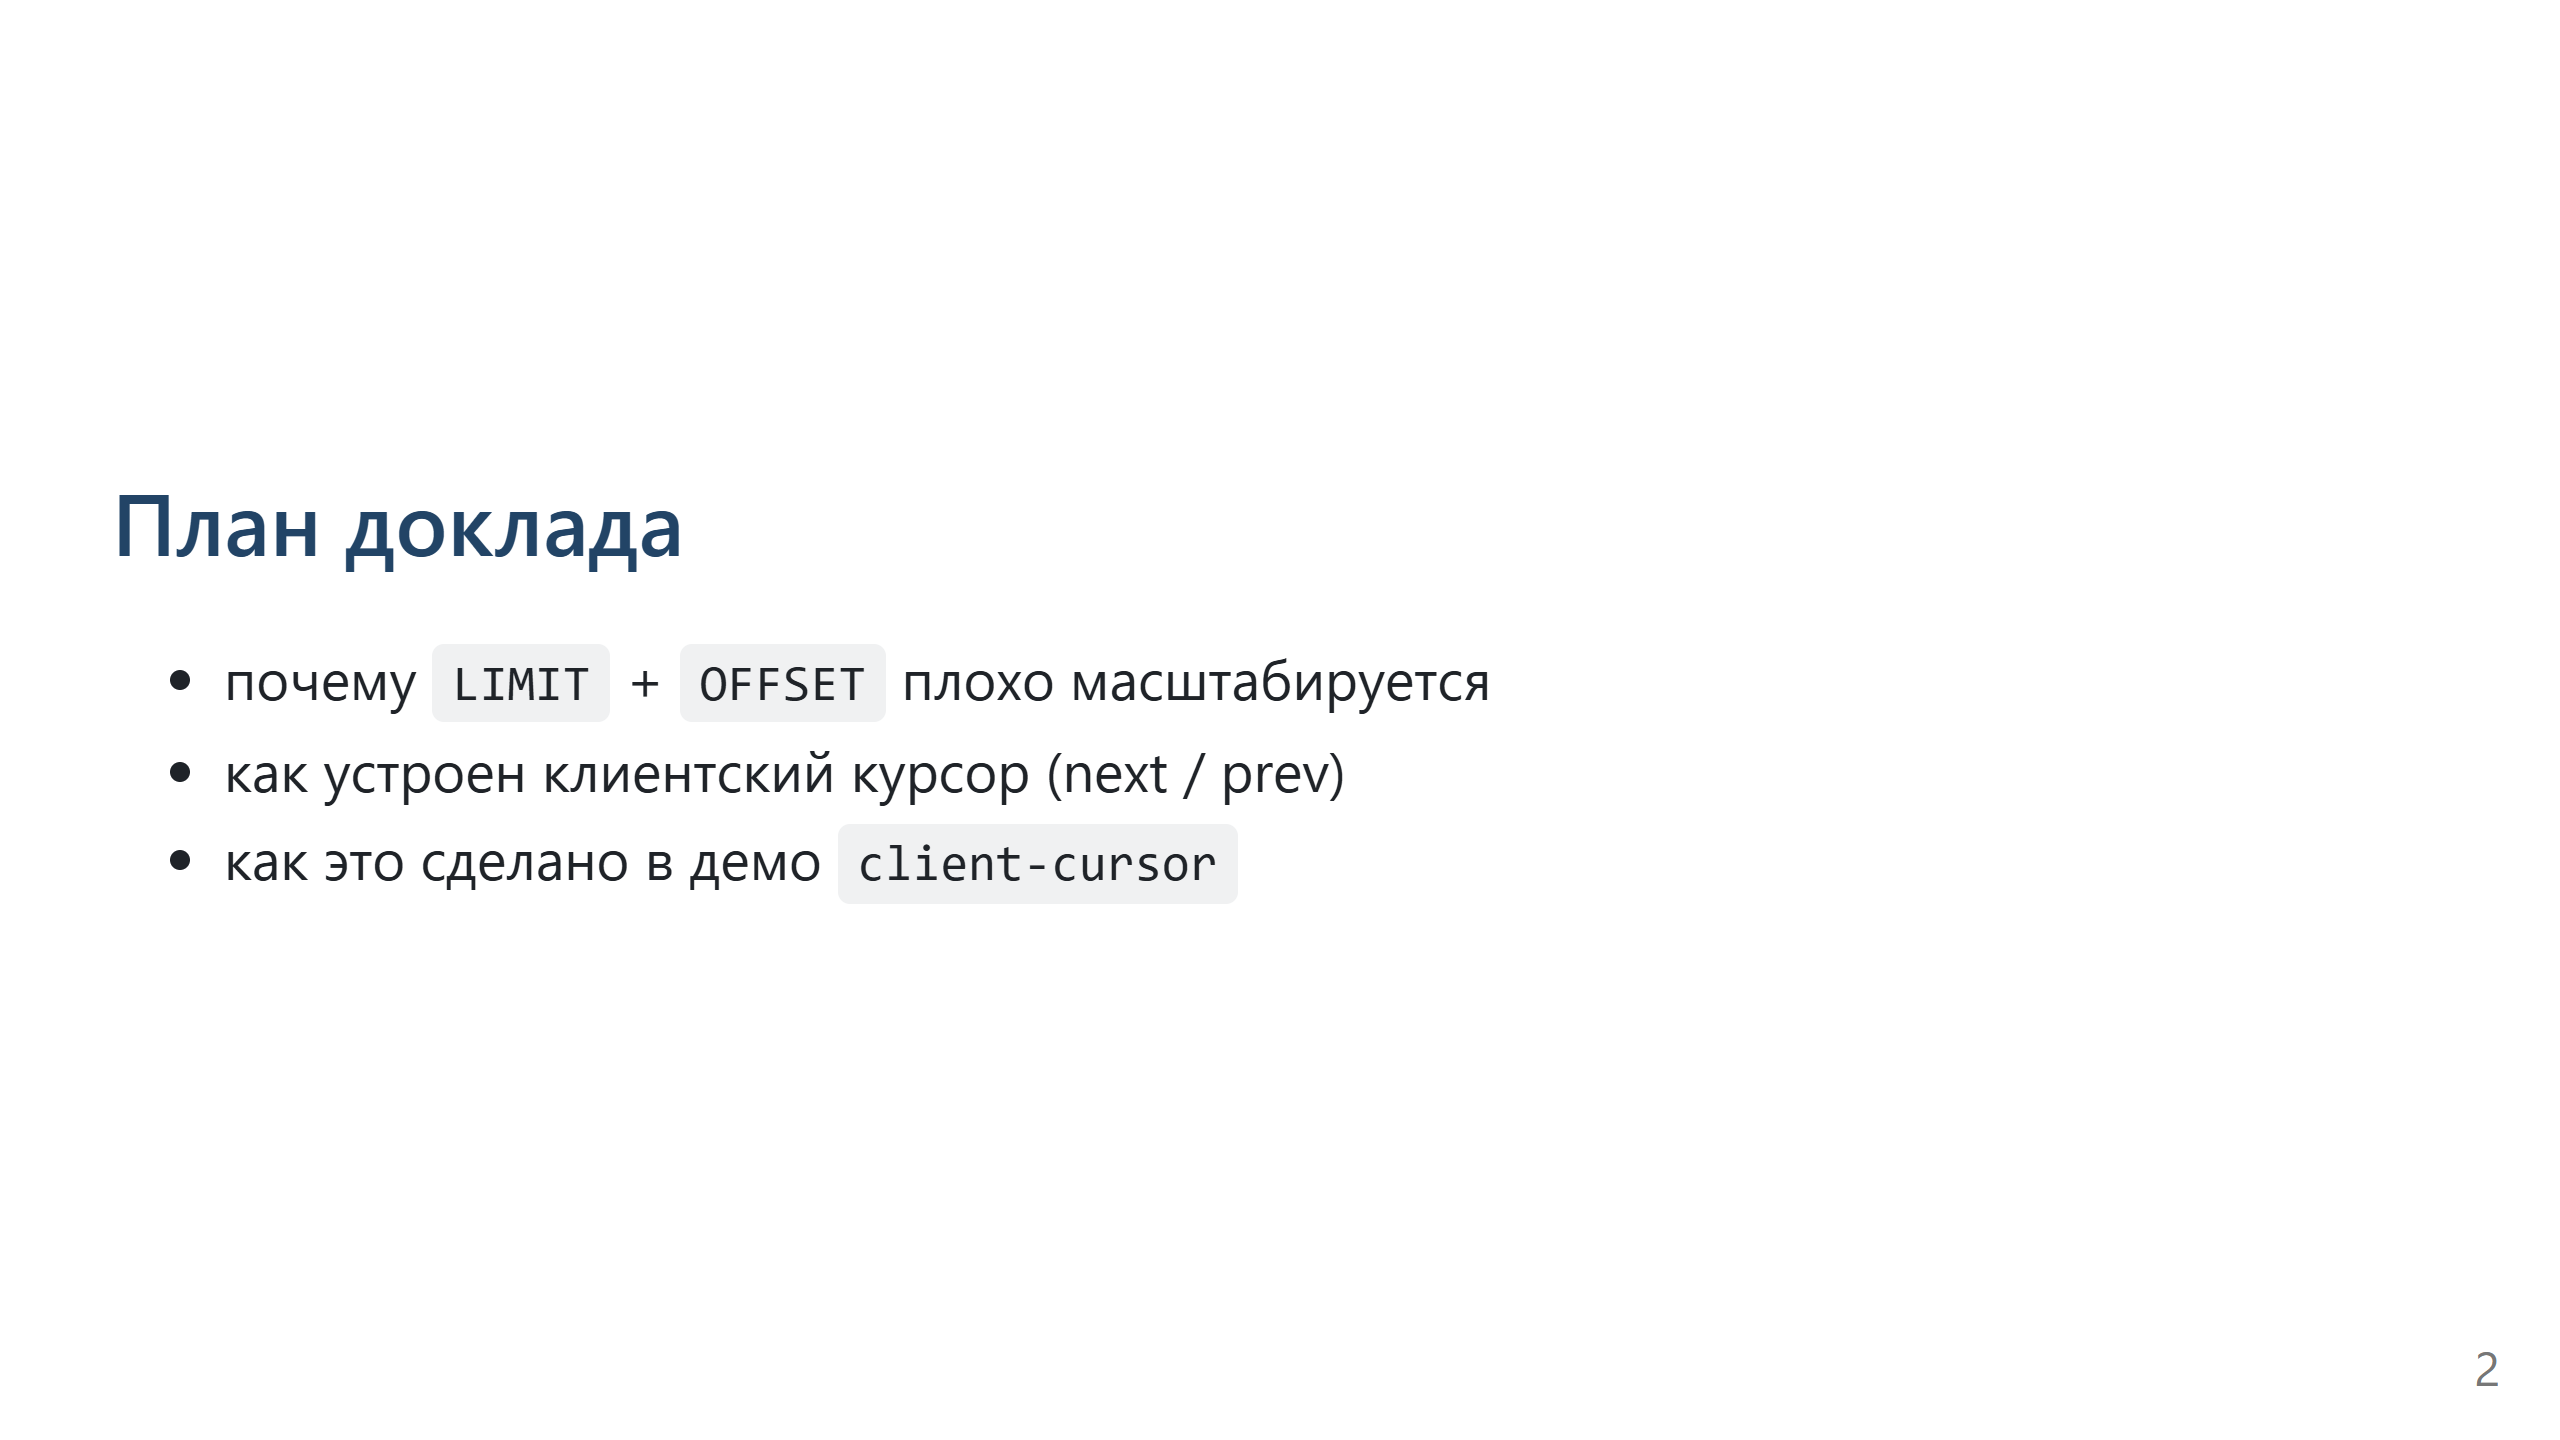 План доклада
• почему LIMIT + OFFSET плохо масштабируется
• как устроен клиентский курсор (next / prev)
• как это сделано в демо client-cursor
2